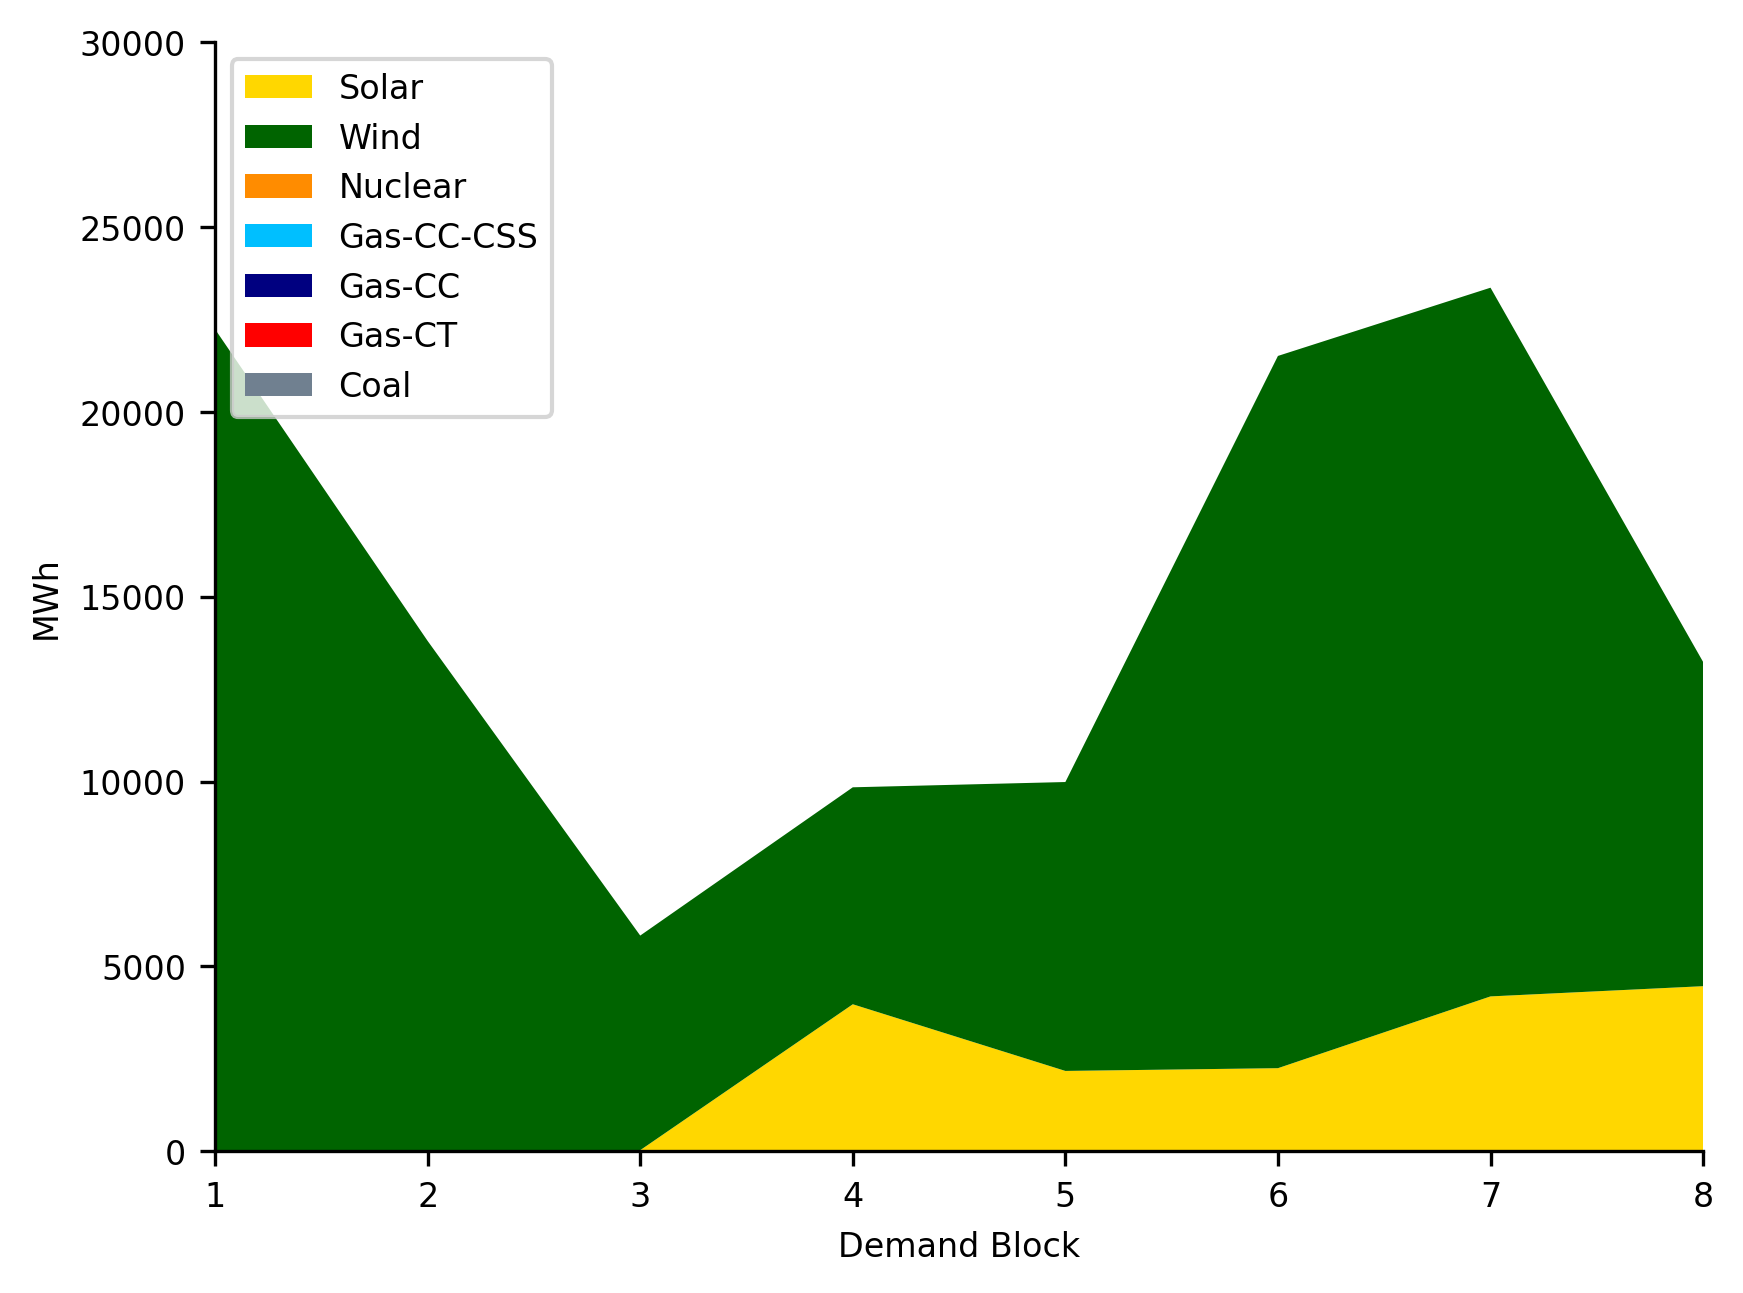 30000
25000
20000
15000
10000
5000
0
MWh
Solar
Wind
Nuclear
Gas-CC-CSS
Gas-CC
Gas-CT
Coal
1 2 3 4 5 6 7 8
Demand Block